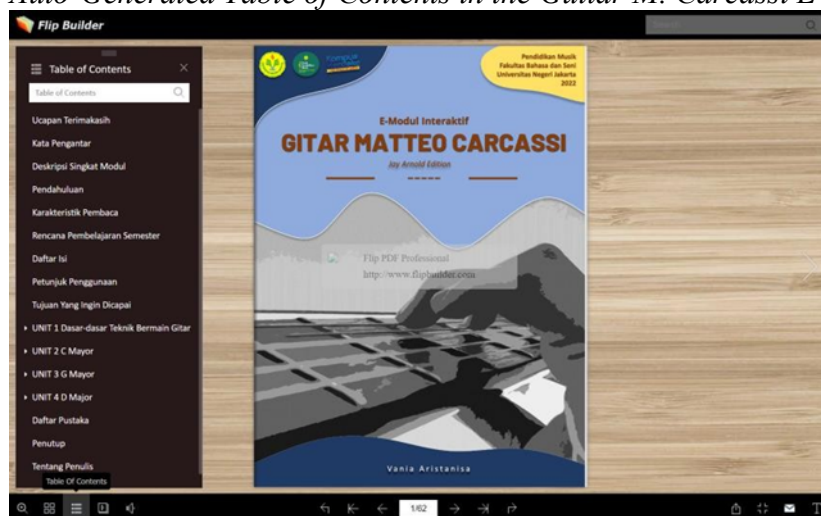 Auto-Generated Table of Contents in the Guitar M. Carcassi E
Flip Builder
Search...
Table of Contents
Table of Contents
Ucapan Terimakasih
Kata Pengantar
Deskripsi Singkat Modul
Pendahuluan
Karakteristik Pembaca
Rencana Pembelajaran Semester
Daftar Isi
Petunjuk Penggunaan
Tujuan Yang Ingin Dicapai
UNIT 1 Dasar-dasar Teknik Bermain Gitar
UNIT 2 C Mayor
UNIT 3 G Mayor
UNIT 4 D Major
Daftar Pustaka
Penutup
Tentang Penulis
Table Of Contents
Pendidikan Musik
Fakultas Bahasa dan Seni
Universitas Negeri Jakarta
2022
E-Modul Interaktif
GITAR MATTEO CARCASSI
Jay Arnold Edition
Flip PDF Professional
http://www.flipbuilder.com
Vania Aristanisa
1/62